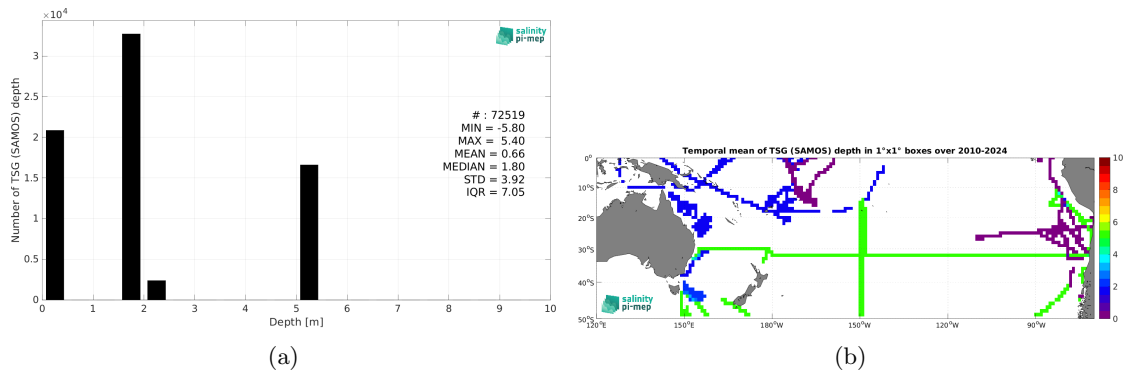 ×10⁴
3
2.5
2
1.5
1
0.5
0
Number of TSG (SAMOS) depth
salinity
pi-mep
# : 72519
MIN = -5.80
MAX = 5.40
MEAN = 0.66
MEDIAN = 1.80
STD = 3.92
IQR = 7.05
0 1 2 3 4 5 6 7 8 9 10
Depth [m]
(a)
Temporal mean of TSG (SAMOS) depth in 1°x1° boxes over 2010-2024
0°
10°S
20°S
30°S
40°S
50°S
salinity
pi-mep
120°E 150°E 180°W 150°W 120°W 90°W
10
8
6
4
2
0
(b)